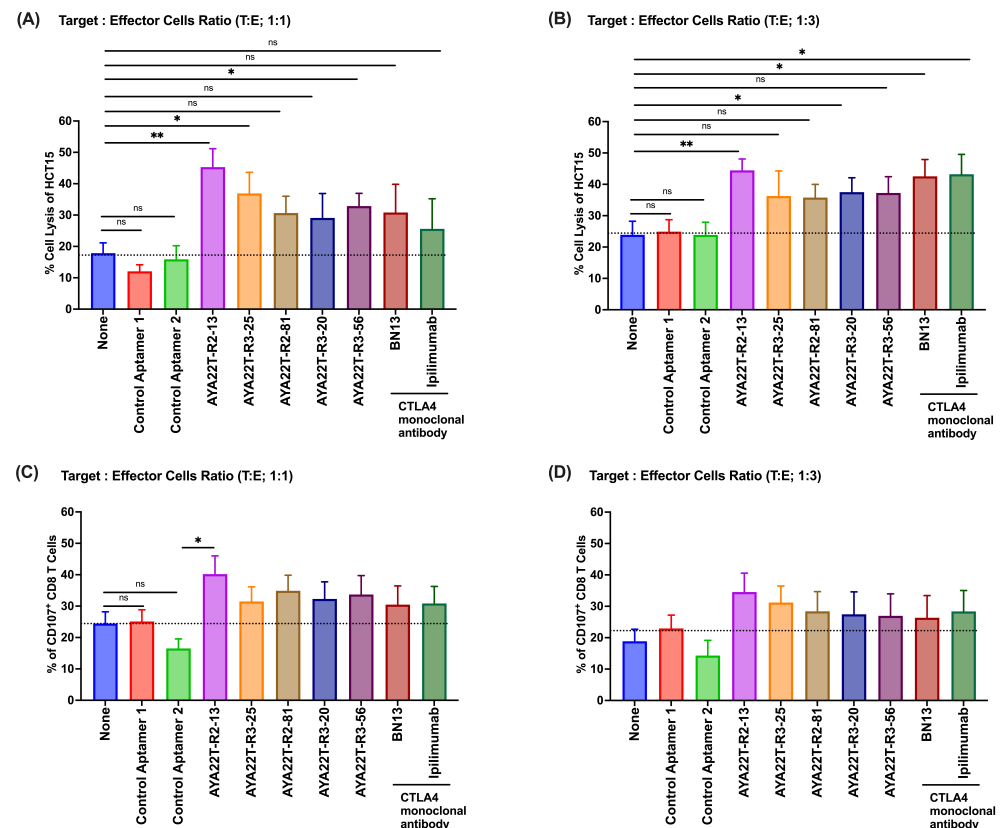 (A) Target : Effector Cells Ratio (T:E; 1:1)
ns
ns
*
ns
ns
*
**
ns
ns
% Cell Lysis of HCT15
60
50
40
30
20
10
0
None
Control Aptamer 1
Control Aptamer 2
AYA22T-R2-13
AYA22T-R3-25
AYA22T-R2-81
AYA22T-R3-20
AYA22T-R3-56
BN13
Ipilimumab
CTLA4
monoclonal
antibody
(B) Target : Effector Cells Ratio (T:E; 1:3)
*
*
ns
*
ns
ns
**
ns
ns
% Cell Lysis of HCT15
60
50
40
30
20
10
0
None
Control Aptamer 1
Control Aptamer 2
AYA22T-R2-13
AYA22T-R3-25
AYA22T-R2-81
AYA22T-R3-20
AYA22T-R3-56
BN13
Ipilimumab
CTLA4
monoclonal
antibody
(C) Target : Effector Cells Ratio (T:E; 1:1)
*
ns
ns
% of CD107⁺ CD8 T Cells
60
50
40
30
20
10
0
None
Control Aptamer 1
Control Aptamer 2
AYA22T-R2-13
AYA22T-R3-25
AYA22T-R2-81
AYA22T-R3-20
AYA22T-R3-56
BN13
Ipilimumab
CTLA4
monoclonal
antibody
(D) Target : Effector Cells Ratio (T:E; 1:3)
% of CD107⁺ CD8 T Cells
60
50
40
30
20
10
0
None
Control Aptamer 1
Control Aptamer 2
AYA22T-R2-13
AYA22T-R3-25
AYA22T-R2-81
AYA22T-R3-20
AYA22T-R3-56
BN13
Ipilimumab
CTLA4
monoclonal
antibody